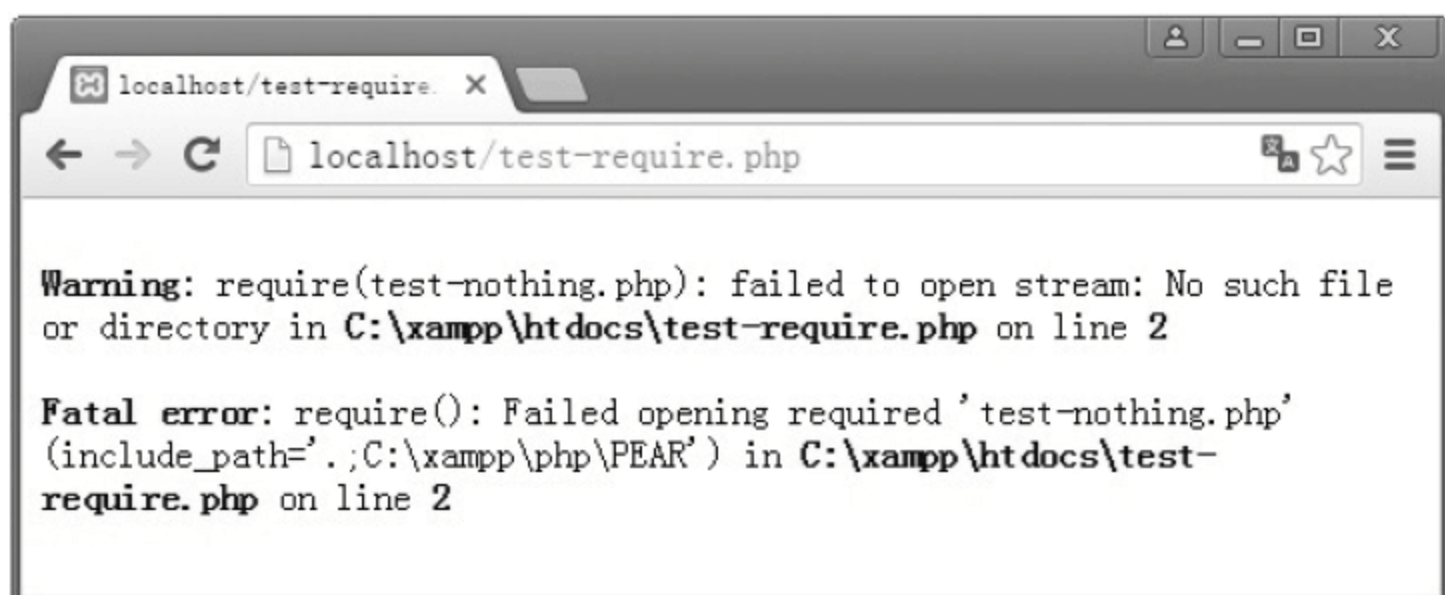 localhost/test-require.
localhost/test-require.php
Warning: require(test-nothing.php): failed to open stream: No such file
or directory in C:\xampp\htdocs\test-require.php on line 2
Fatal error: require(): Failed opening required 'test-nothing.php'
(include_path='.;C:\xampp\php\PEAR') in C:\xampp\htdocs\test-
require.php on line 2